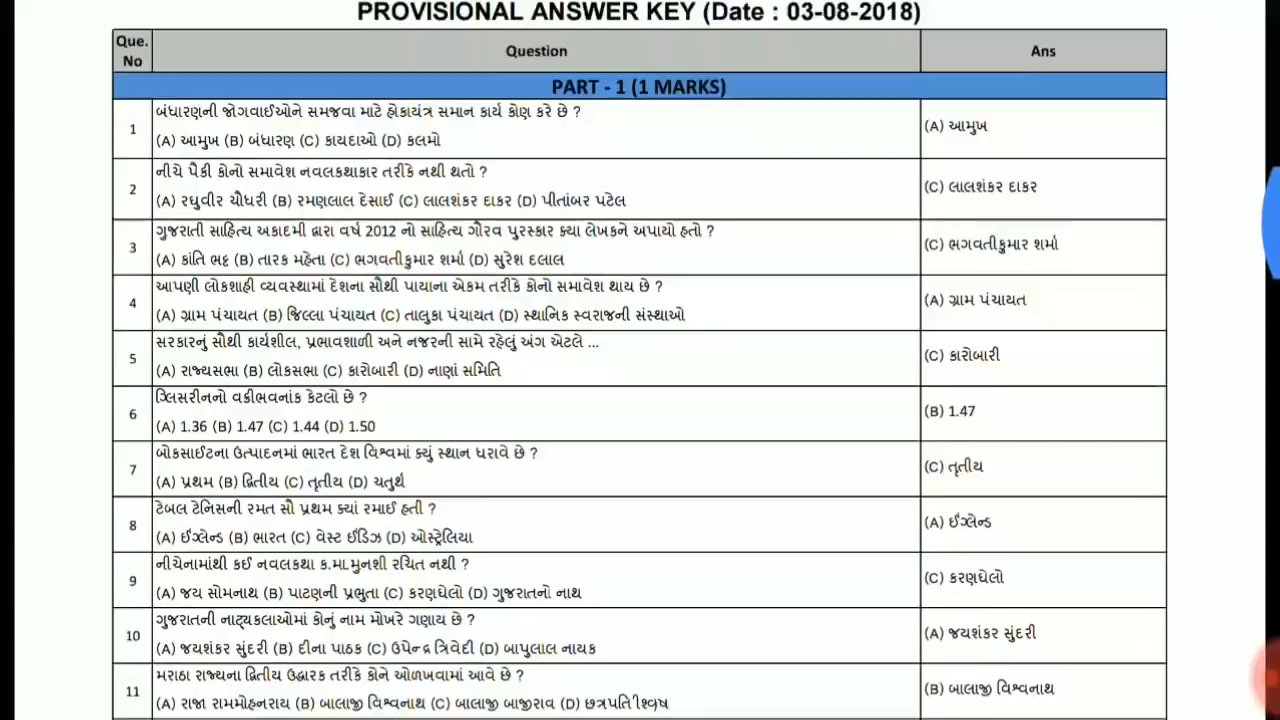 PROVISIONAL ANSWER KEY (Date : 03-08-2018)
Que. No Question Ans
PART - 1 (1 MARKS)
1 બંધારણની જોગવાઈઓને સમજવા માટે હોકાયંત્ર સમાન કાર્ય કોણ કરે છે ?
(A) આમુખ (B) બંધારણ (C) કાયદાઓ (D) કલમો
(A) આમુખ
2 નીચે પૈકી કોનો સમાવેશ નવલકથાકાર તરીકે નથી થતો ?
(A) રઘુવીર ચૌધરી (B) રમણલાલ દેસાઈ (C) લાલશંકર ઠાકર (D) પીતાંબર પટેલ
(C) લાલશંકર ઠાકર
3 ગુજરાતી સાહિત્ય અકાદમી દ્વારા વર્ષ 2012 નો સાહિત્ય ગૌરવ પુરસ્કાર ક્યા લેખકને અપાયો હતો ?
(A) કાંતિ ભટ્ટ (B) તારક મહેતા (C) ભગવતીકુમાર શર્મા (D) સુરેશ દલાલ
(C) ભગવતીકુમાર શર્મા
4 આપણી લોકશાહી વ્યવસ્થામાં દેશના સૌથી પાયાના એકમ તરીકે કોનો સમાવેશ થાય છે ?
(A) ગ્રામ પંચાયત (B) જિલ્લા પંચાયત (C) તાલુકા પંચાયત (D) સ્થાનિક સ્વરાજની સંસ્થાઓ
(A) ગ્રામ પંચાયત
5 સરકારનું સૌથી કાર્યશીલ, પ્રભાવશાળી અને નજરની સામે રહેલું અંગ એટલે ...
(A) રાજ્યસભા (B) લોકસભા (C) કારોબારી (D) નાણાં સમિતિ
(C) કારોબારી
6 ગ્લિસરીનનો વકીભવનાંક કેટલો છે ?
(A) 1.36 (B) 1.47 (C) 1.44 (D) 1.50
(B) 1.47
7 બોકસાઈટના ઉત્પાદનમાં ભારત દેશ વિશ્વમાં ક્યું સ્થાન ધરાવે છે ?
(A) પ્રથમ (B) દ્વિતીય (C) તૃતીય (D) ચતુર્થ
(C) તૃતીય
8 ટેબલ ટેનિસની રમત સૌ પ્રથમ ક્યાં રમાઈ હતી ?
(A) ઈંગ્લેન્ડ (B) ભારત (C) વેસ્ટ ઈંડિઝ (D) ઓસ્ટ્રેલિયા
(A) ઈંગ્લેન્ડ
9 નીચેનામાંથી કઈ નવલકથા ક.મા.મુનશી રચિત નથી ?
(A) જય સોમનાથ (B) પાટણની પ્રભુતા (C) કરણઘેલો (D) ગુજરાતનો નાથ
(C) કરણઘેલો
10 ગુજરાતની નાટ્યકલાઓમાં કોનું નામ મોખરે ગણાય છે ?
(A) જયશંકર સુંદરી (B) દીના પાઠક (C) ઉપેન્દ્ર ત્રિવેદી (D) બાપુલાલ નાયક
(A) જયશંકર સુંદરી
11 મરાઠા રાજ્યના દ્વિતીય ઉદ્ધારક તરીકે કોને ઓળખવામાં આવે છે ?
(A) રાજા રામમોહનરાય (B) બાલાજી વિશ્વનાથ (C) બાલાજી બાજીરાવ (D)
(B) બાલાજી વિશ્વનાથ